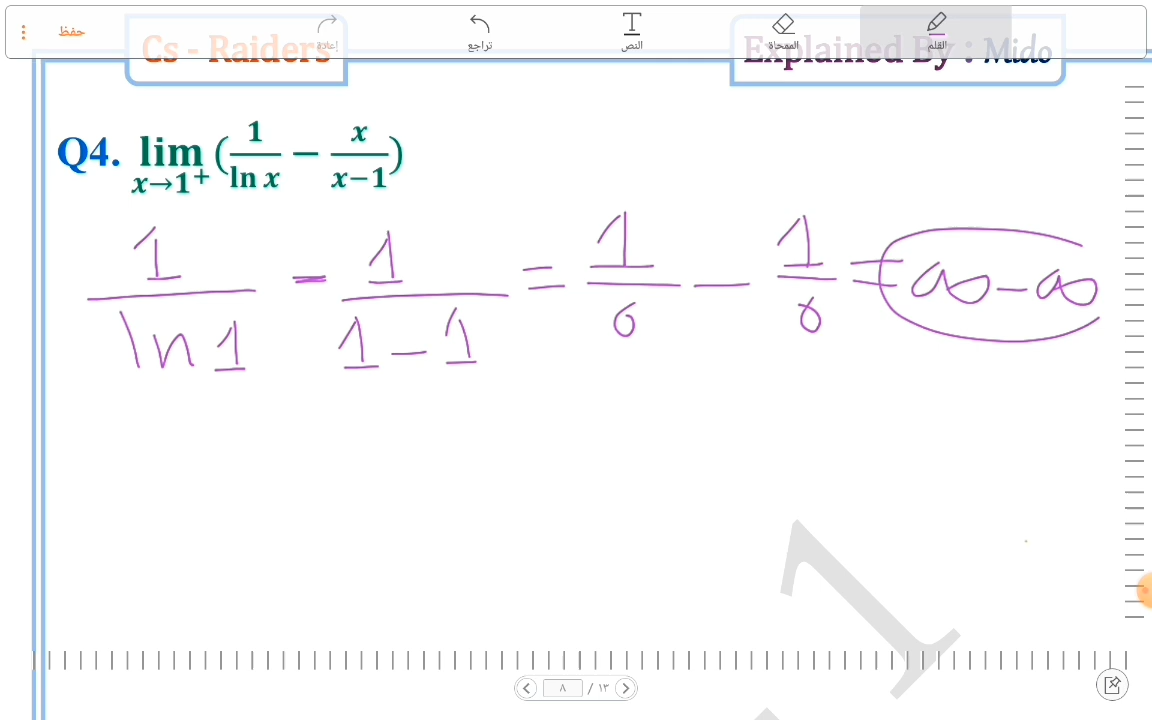 حفظ إعادة تراجع النص الممحاة القلم
Cs - Raiders Explained By : Mido
Q4. lim x→1⁺ (1/ln x − x/x−1)
1/ln 1 − 1/1−1 = 1/0 − 1/0 = ∞ − ∞
1
٨ / ١٣